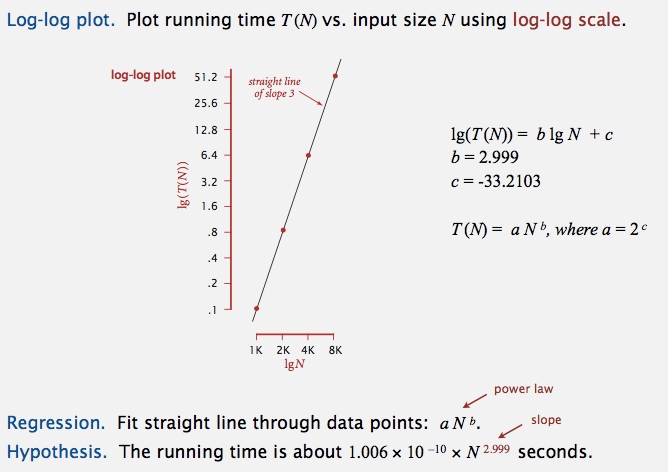 Log-log plot. Plot running time T(N) vs. input size N using log-log scale.
log-log plot
straight line
of slope 3
51.2
25.6
12.8
6.4
3.2
1.6
.8
.4
.2
.1
lg(T(N))
1K 2K 4K 8K
lgN
lg(T(N)) = b lg N + c
b = 2.999
c = -33.2103
T(N) = a N ᵇ, where a = 2 ᶜ
power law
Regression. Fit straight line through data points: a N ᵇ.
slope
Hypothesis. The running time is about 1.006 × 10 ⁻¹⁰ × N ²·⁹⁹⁹ seconds.